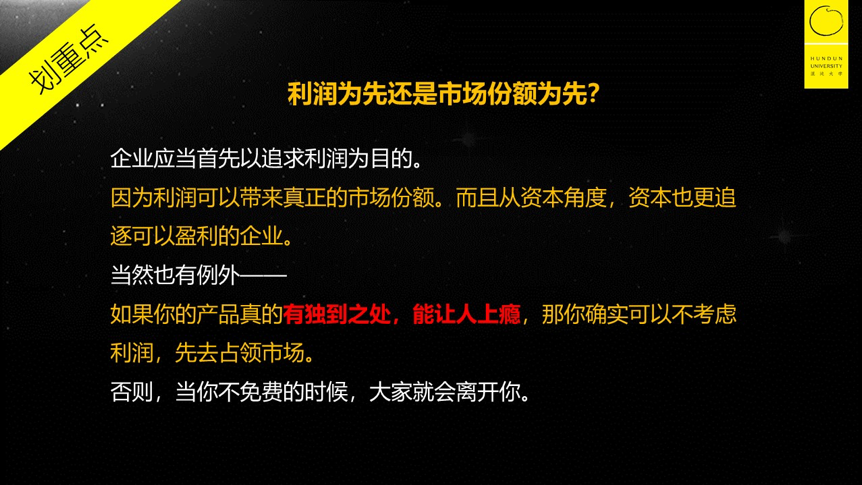 划重点
HUNDUN
UNIVERSITY
混沌大学
利润为先还是市场份额为先?
企业应当首先以追求利润为目的。
因为利润可以带来真正的市场份额。而且从资本角度，资本也更追
逐可以盈利的企业。
当然也有例外——
如果你的产品真的有独到之处，能让人上瘾，那你确实可以不考虑
利润，先去占领市场。
否则，当你不免费的时候，大家就会离开你。